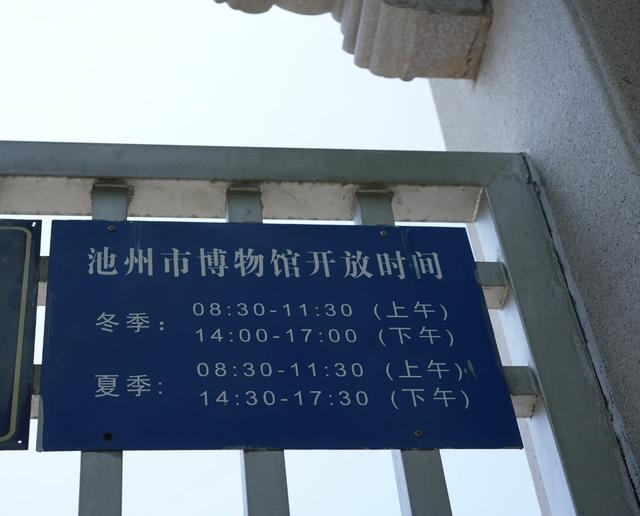 池州市博物馆开放时间
冬季： 08:30-11:30 (上午)
14:00-17:00 (下午)
夏季: 08:30-11:30 (上午)
14:30-17:30 (下午)